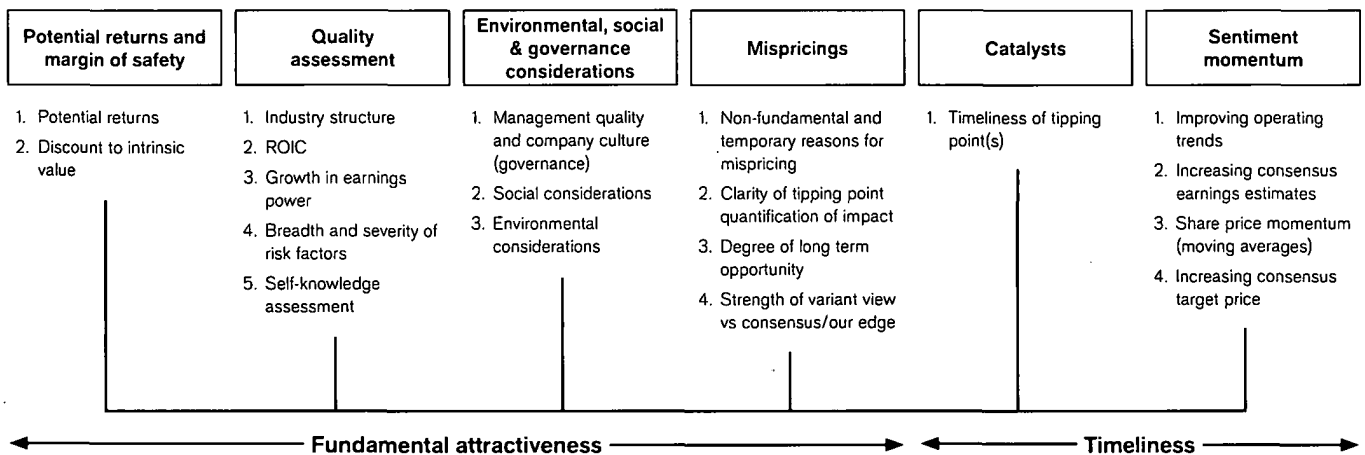 Potential returns and
margin of safety
1. Potential returns
2. Discount to intrinsic
value
Quality
assessment
1. Industry structure
2. ROIC
3. Growth in earnings
power
4. Breadth and severity of
risk factors
5. Self-knowledge
assessment
Environmental, social
& governance
considerations
1. Management quality
and company culture
(governance)
2. Social considerations
3. Environmental
considerations
Mispricings
1. Non-fundamental and
temporary reasons for
mispricing
2. Clarity of tipping point
quantification of impact
3. Degree of long term
opportunity
4. Strength of variant view
vs consensus/our edge
Catalysts
1. Timeliness of tipping
point(s)
Sentiment
momentum
1. Improving operating
trends
2. Increasing consensus
earnings estimates
3. Share price momentum
(moving averages)
4. Increasing consensus
target price
Fundamental attractiveness
Timeliness